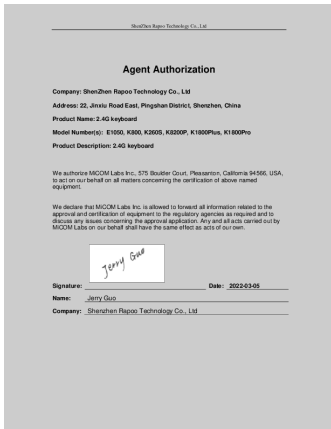 ShenZhen Rapoo Technology Co., Ltd
Agent Authorization
Company: ShenZhen Rapoo Technology Co., Ltd
Address: 22, Jinxiu Road East, Pingshan District, Shenzhen, China
Product Name: 2.4G keyboard
Model Number(s): E1050, K800, K260S, K8200P, K1800Plus, K1800Pro
Product Description: 2.4G keyboard
We authorize MiCOM Labs Inc., 575 Boulder Court, Pleasanton, California 94566, USA,
to act on our behalf on all matters concerning the certification of above named
equipment.
We declare that MiCOM Labs Inc. is allowed to forward all information related to the
approval and certification of equipment to the regulatory agencies as required and to
discuss any issues concerning the approval application. Any and all acts carried out by
MiCOM Labs on our behalf shall have the same effect as acts of our own.
Jerry Guo
Signature: Date: 2022-03-05
Name: Jerry Guo
Company: Shenzhen Rapoo Technology Co., Ltd